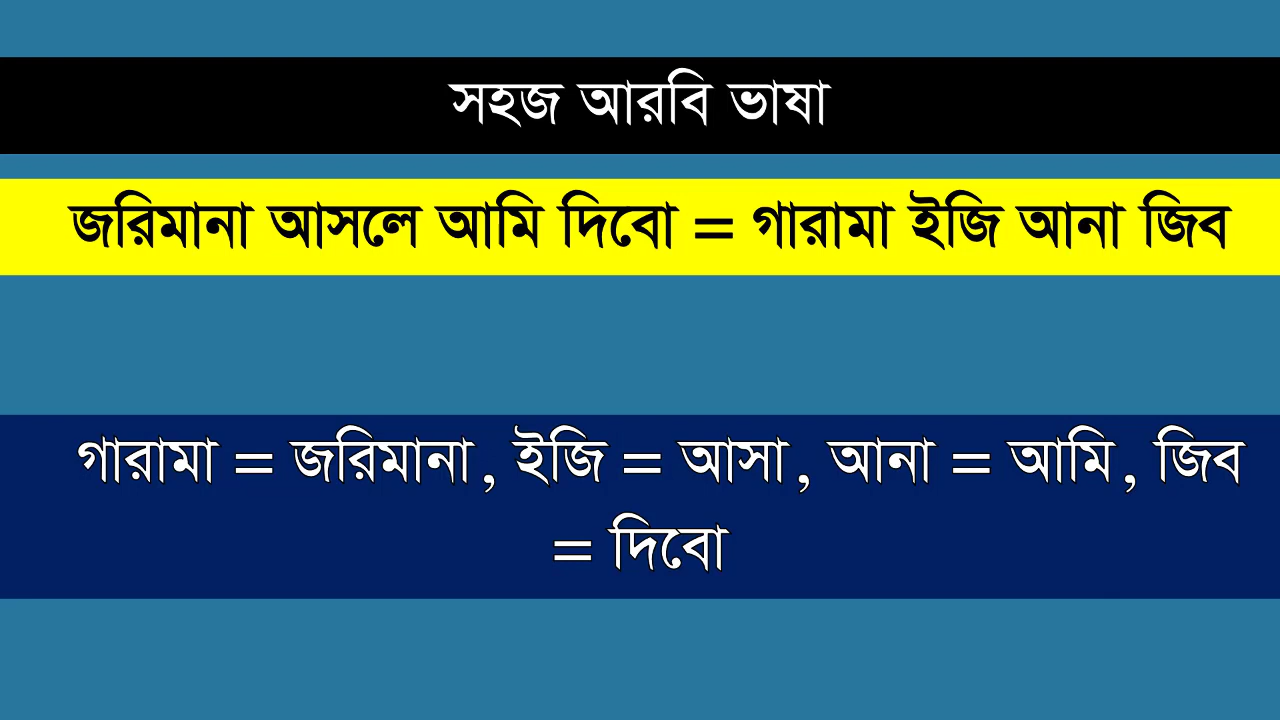 সহজ আরবি ভাষা
জরিমানা আসলে আমি দিবো = গারামা ইজি আনা জিব
গারামা = জরিমানা, ইজি = আসা, আনা = আমি, জিব
= দিবো